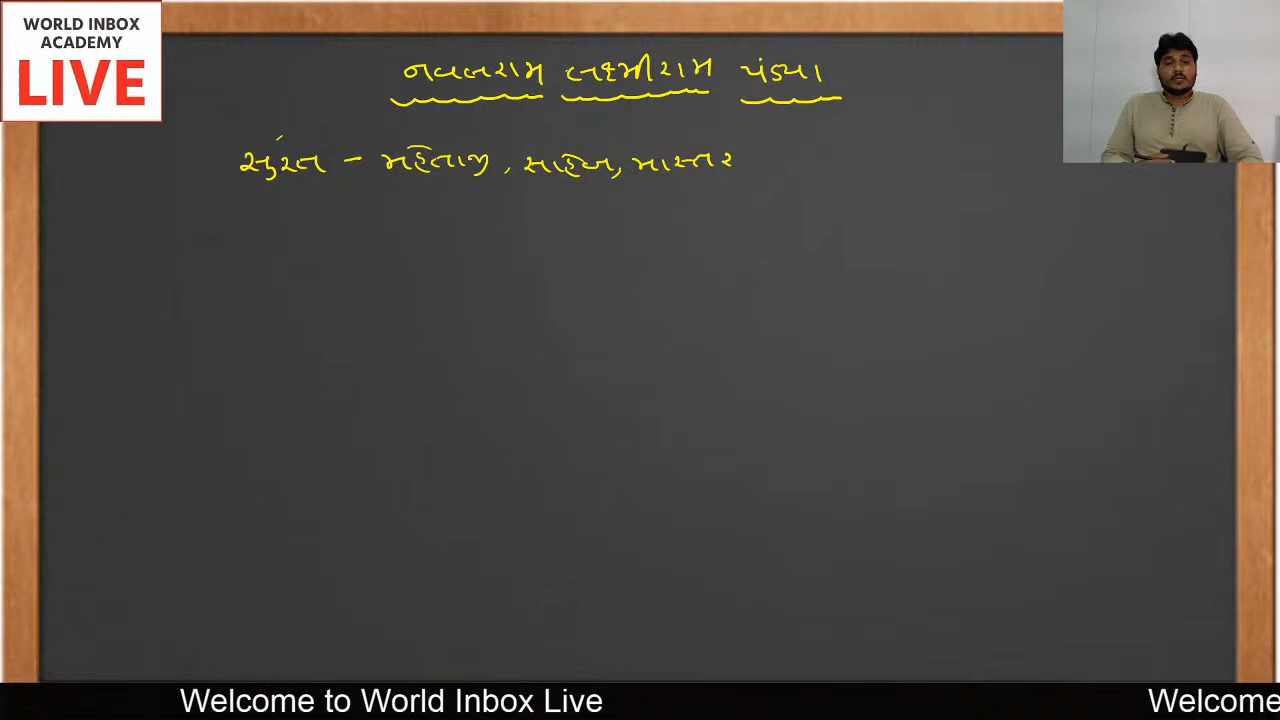 WORLD INBOX
ACADEMY
LIVE
નવલરામ લક્ષ્મીરામ પંડ્યા
સુરત - મહેતાજી, સાહેબ, માસ્તર
Welcome to World Inbox Live
Welcome